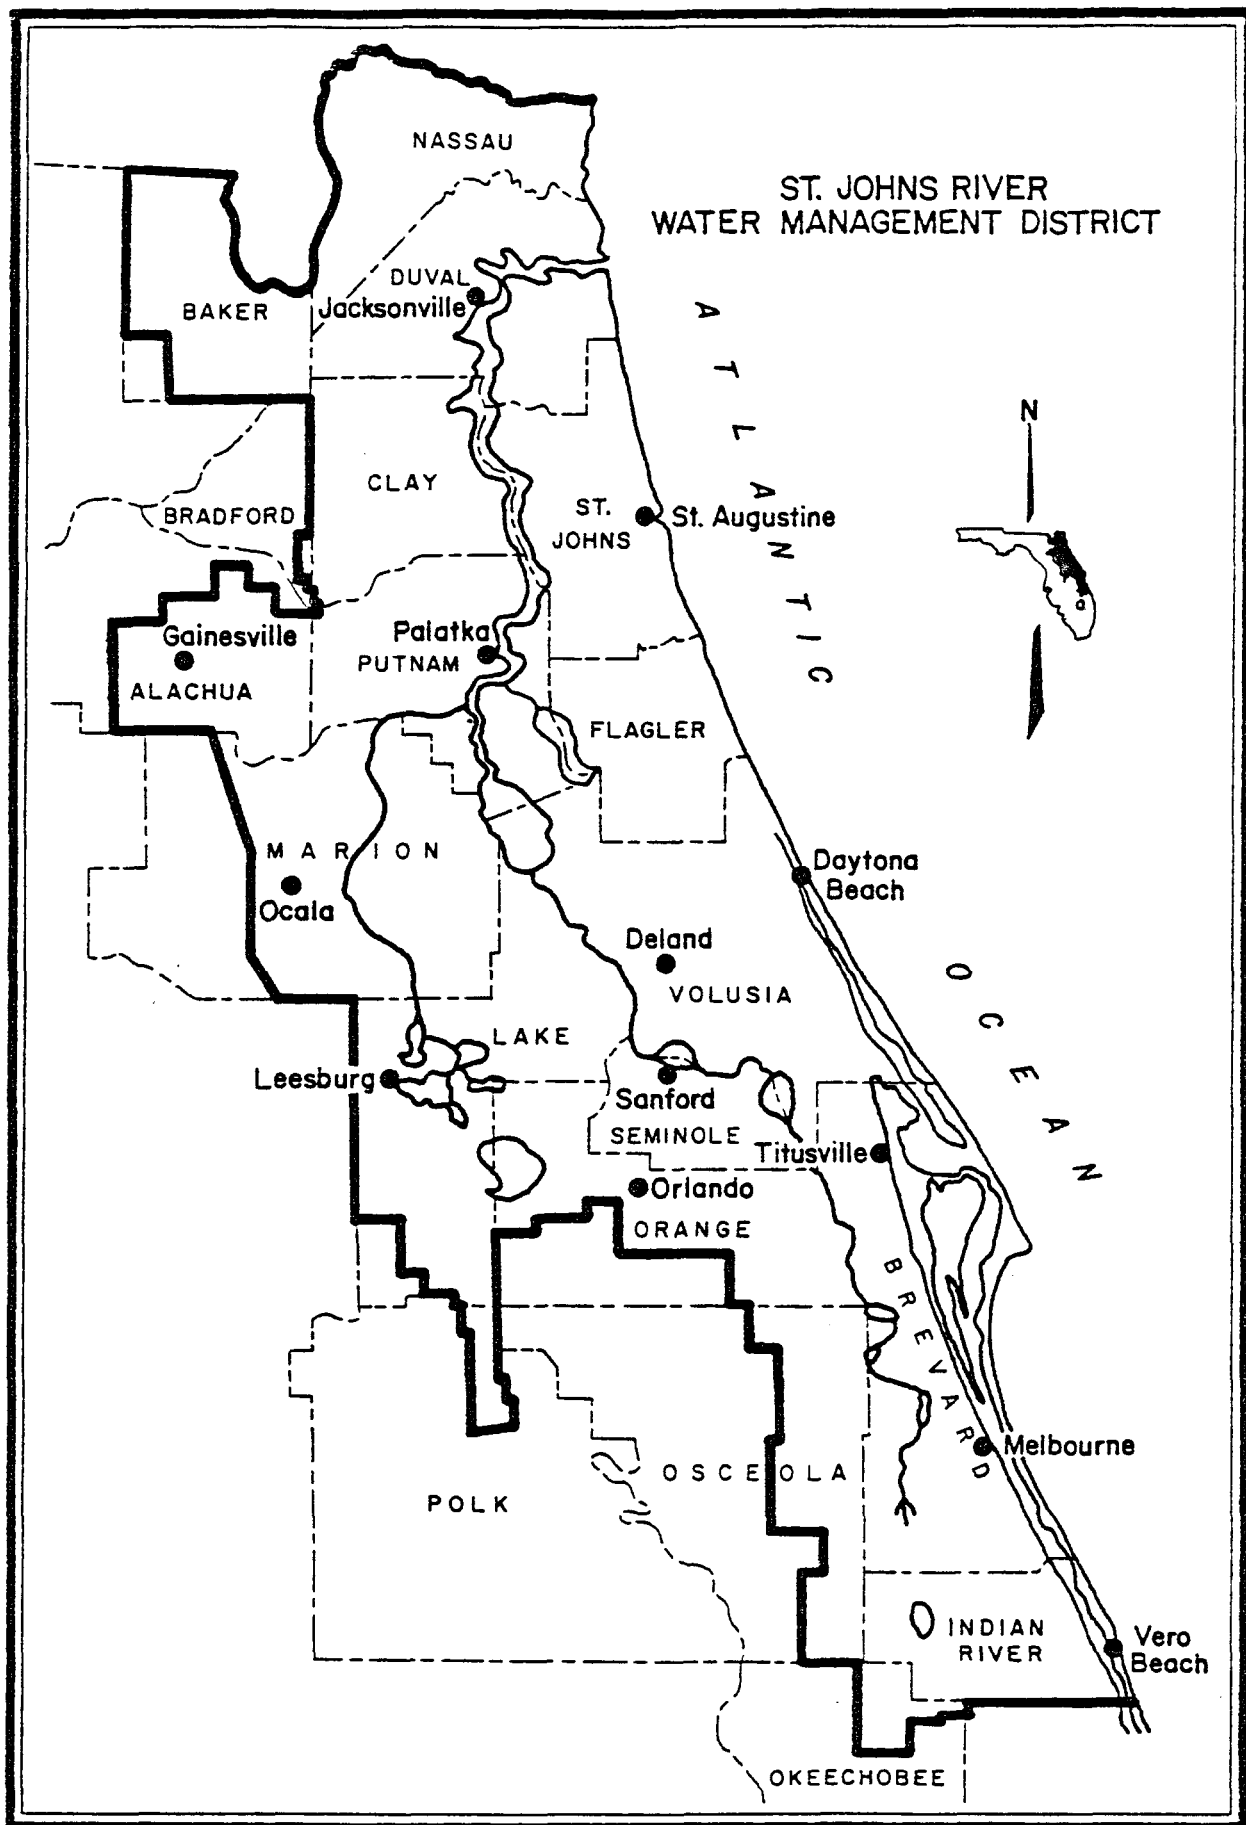 NASSAU
ST. JOHNS RIVER
WATER MANAGEMENT DISTRICT
DUVAL
Jacksonville
BAKER
ATLANTIC
N
CLAY
BRADFORD
ST.
JOHNS
St. Augustine
Gainesville
Palatka
PUTNAM
ALACHUA
FLAGLER
MARION
Ocala
Daytona
Beach
Deland
VOLUSIA
OCEAN
LAKE
Leesburg
Sanford
SEMINOLE
Titusville
Orlando
ORANGE
BREVARD
Melbourne
OSCEOLA
POLK
INDIAN
RIVER
Vero
Beach
OKEECHOBEE